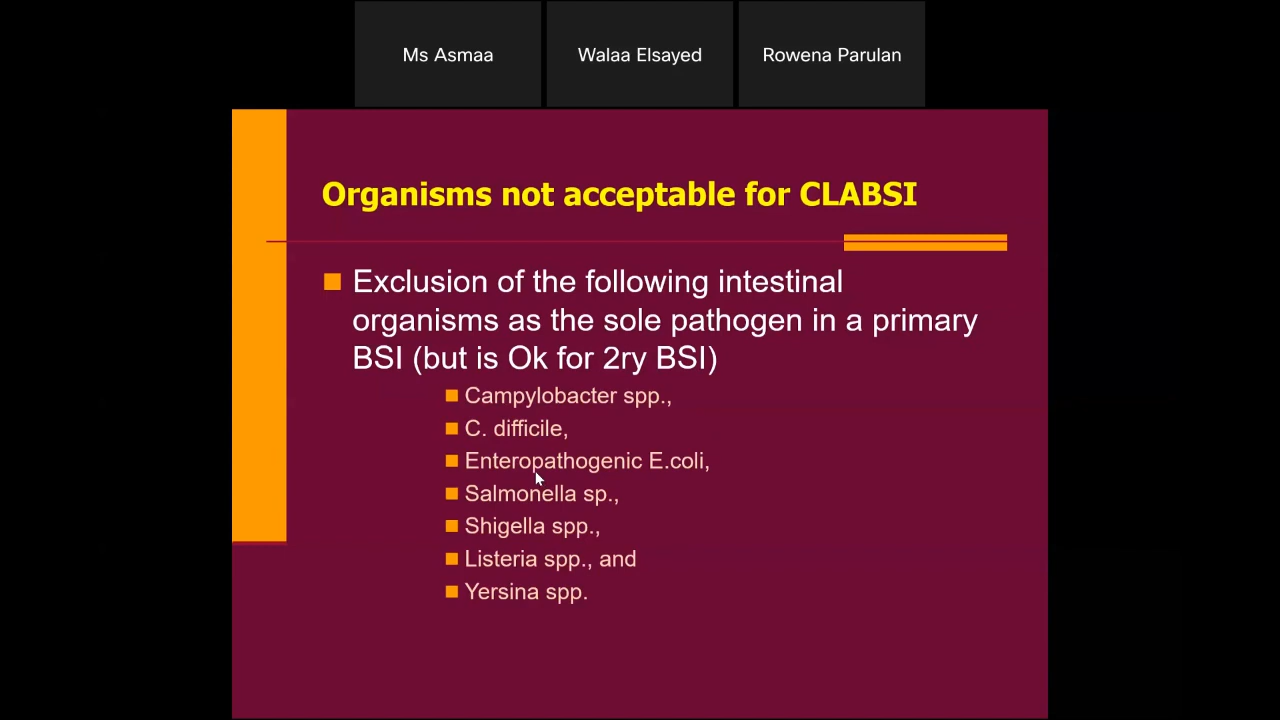 Ms Asmaa
Walaa Elsayed
Rowena Parulan
Organisms not acceptable for CLABSI
Exclusion of the following intestinal
organisms as the sole pathogen in a primary
BSI (but is Ok for 2ry BSI)
Campylobacter spp.,
C. difficile,
Enteropathogenic E.coli,
Salmonella sp.,
Shigella spp.,
Listeria spp., and
Yersina spp.